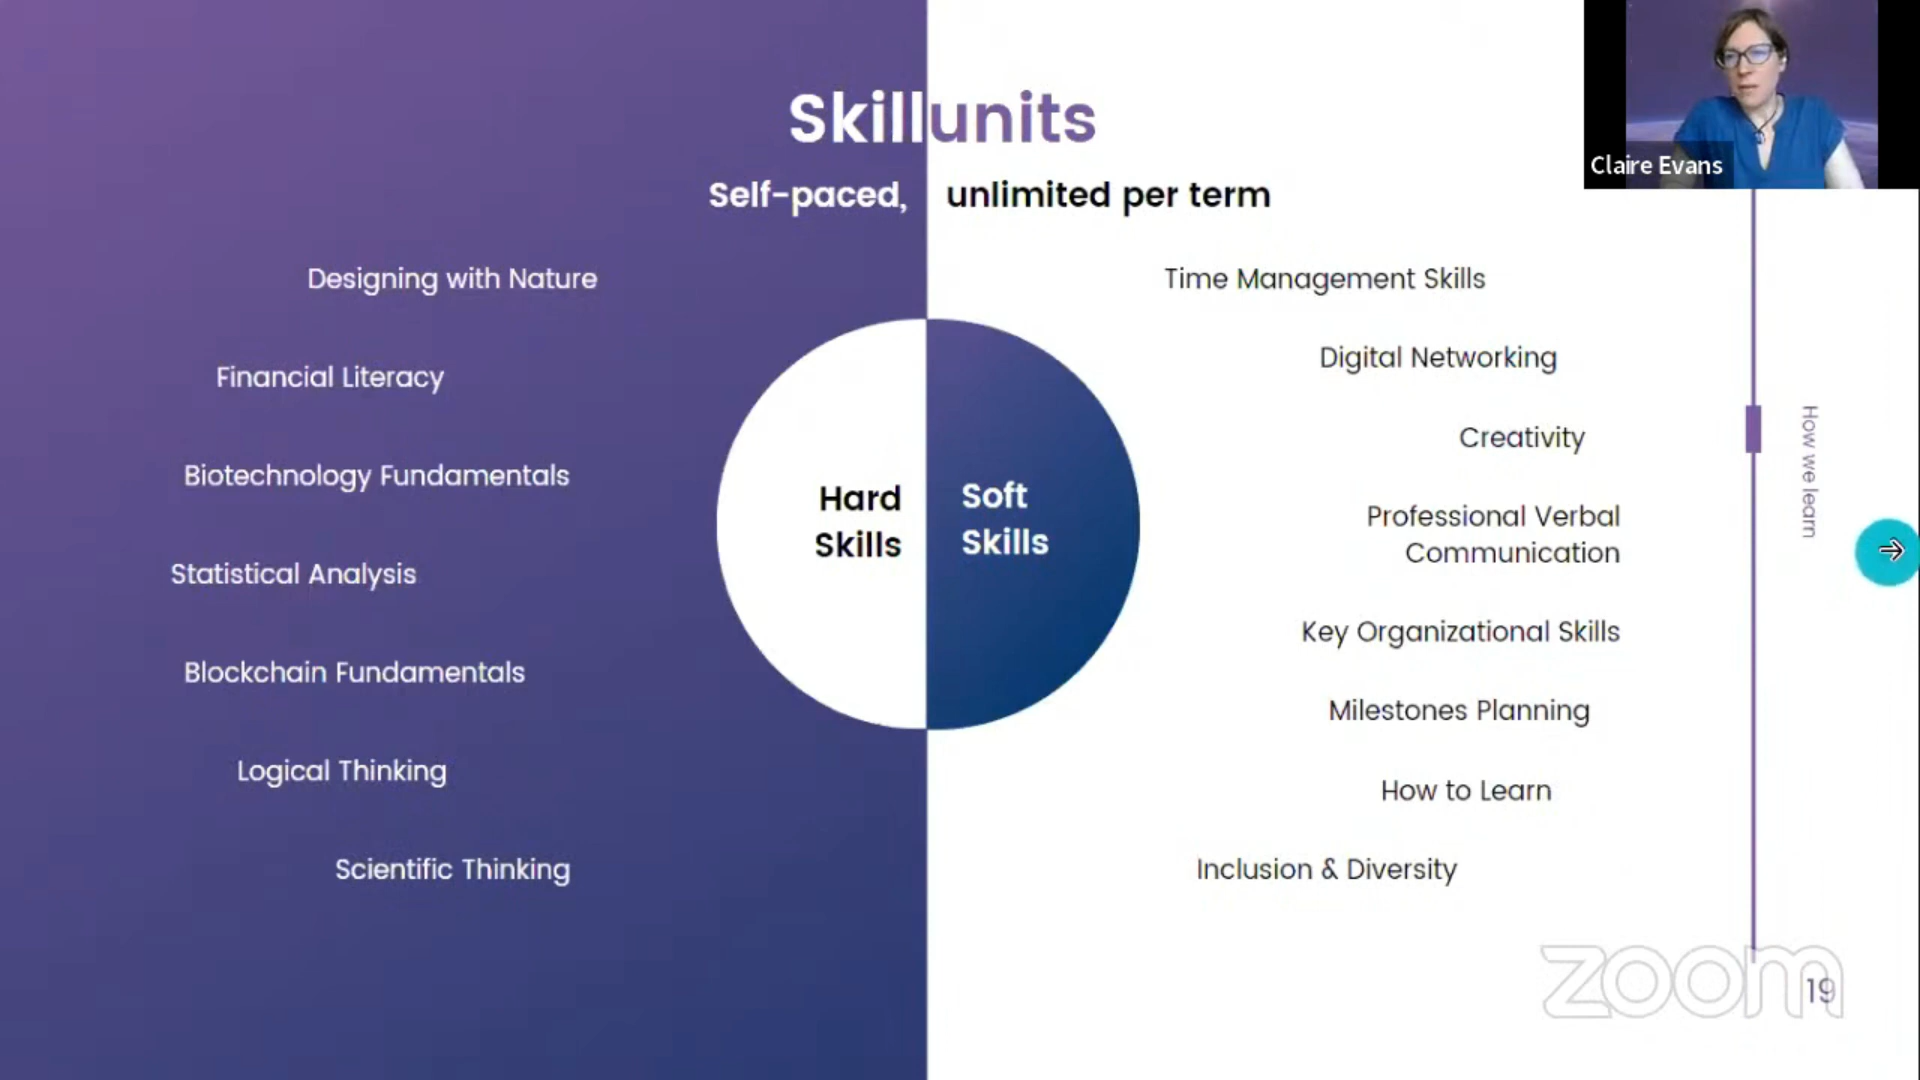 Skillunits
Self-paced, unlimited per term
Claire Evans
Designing with Nature
Financial Literacy
Biotechnology Fundamentals
Statistical Analysis
Blockchain Fundamentals
Logical Thinking
Scientific Thinking
Hard
Skills
Soft
Skills
Time Management Skills
Digital Networking
Creativity
Professional Verbal
Communication
Key Organizational Skills
Milestones Planning
How to Learn
Inclusion & Diversity
How we learn
zoom
19